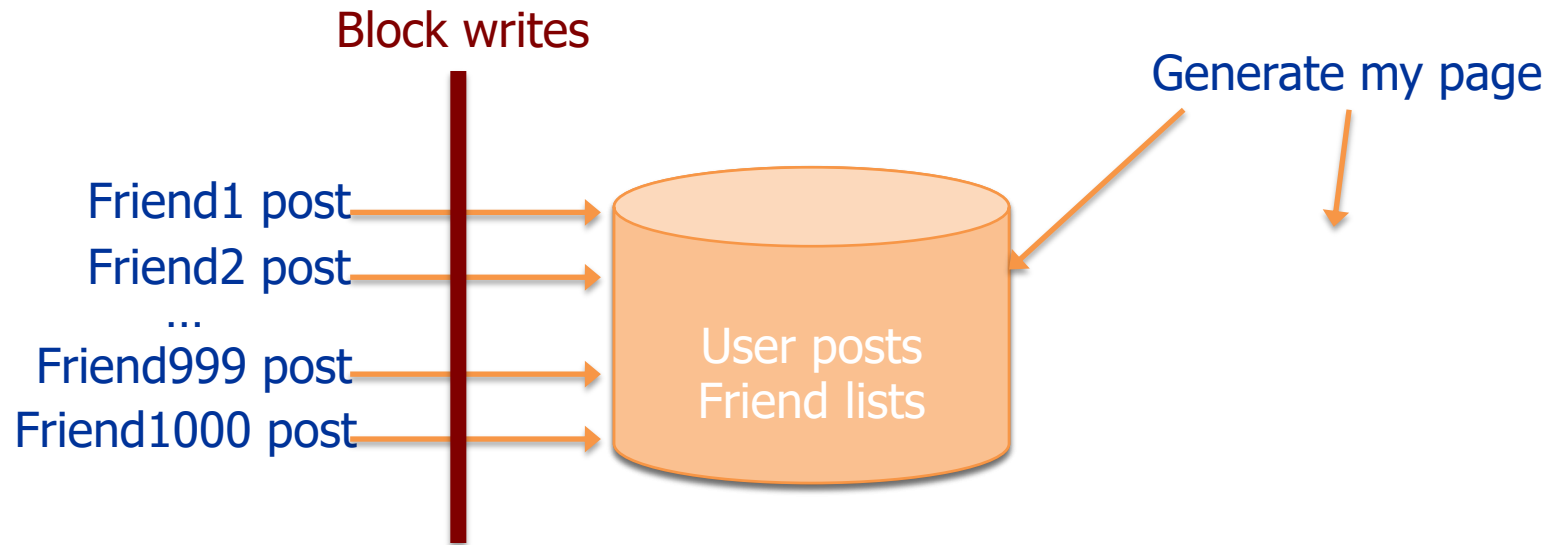 Block writes
Generate my page
Friend1 post
Friend2 post
...
Friend999 post
Friend1000 post
User posts
Friend lists